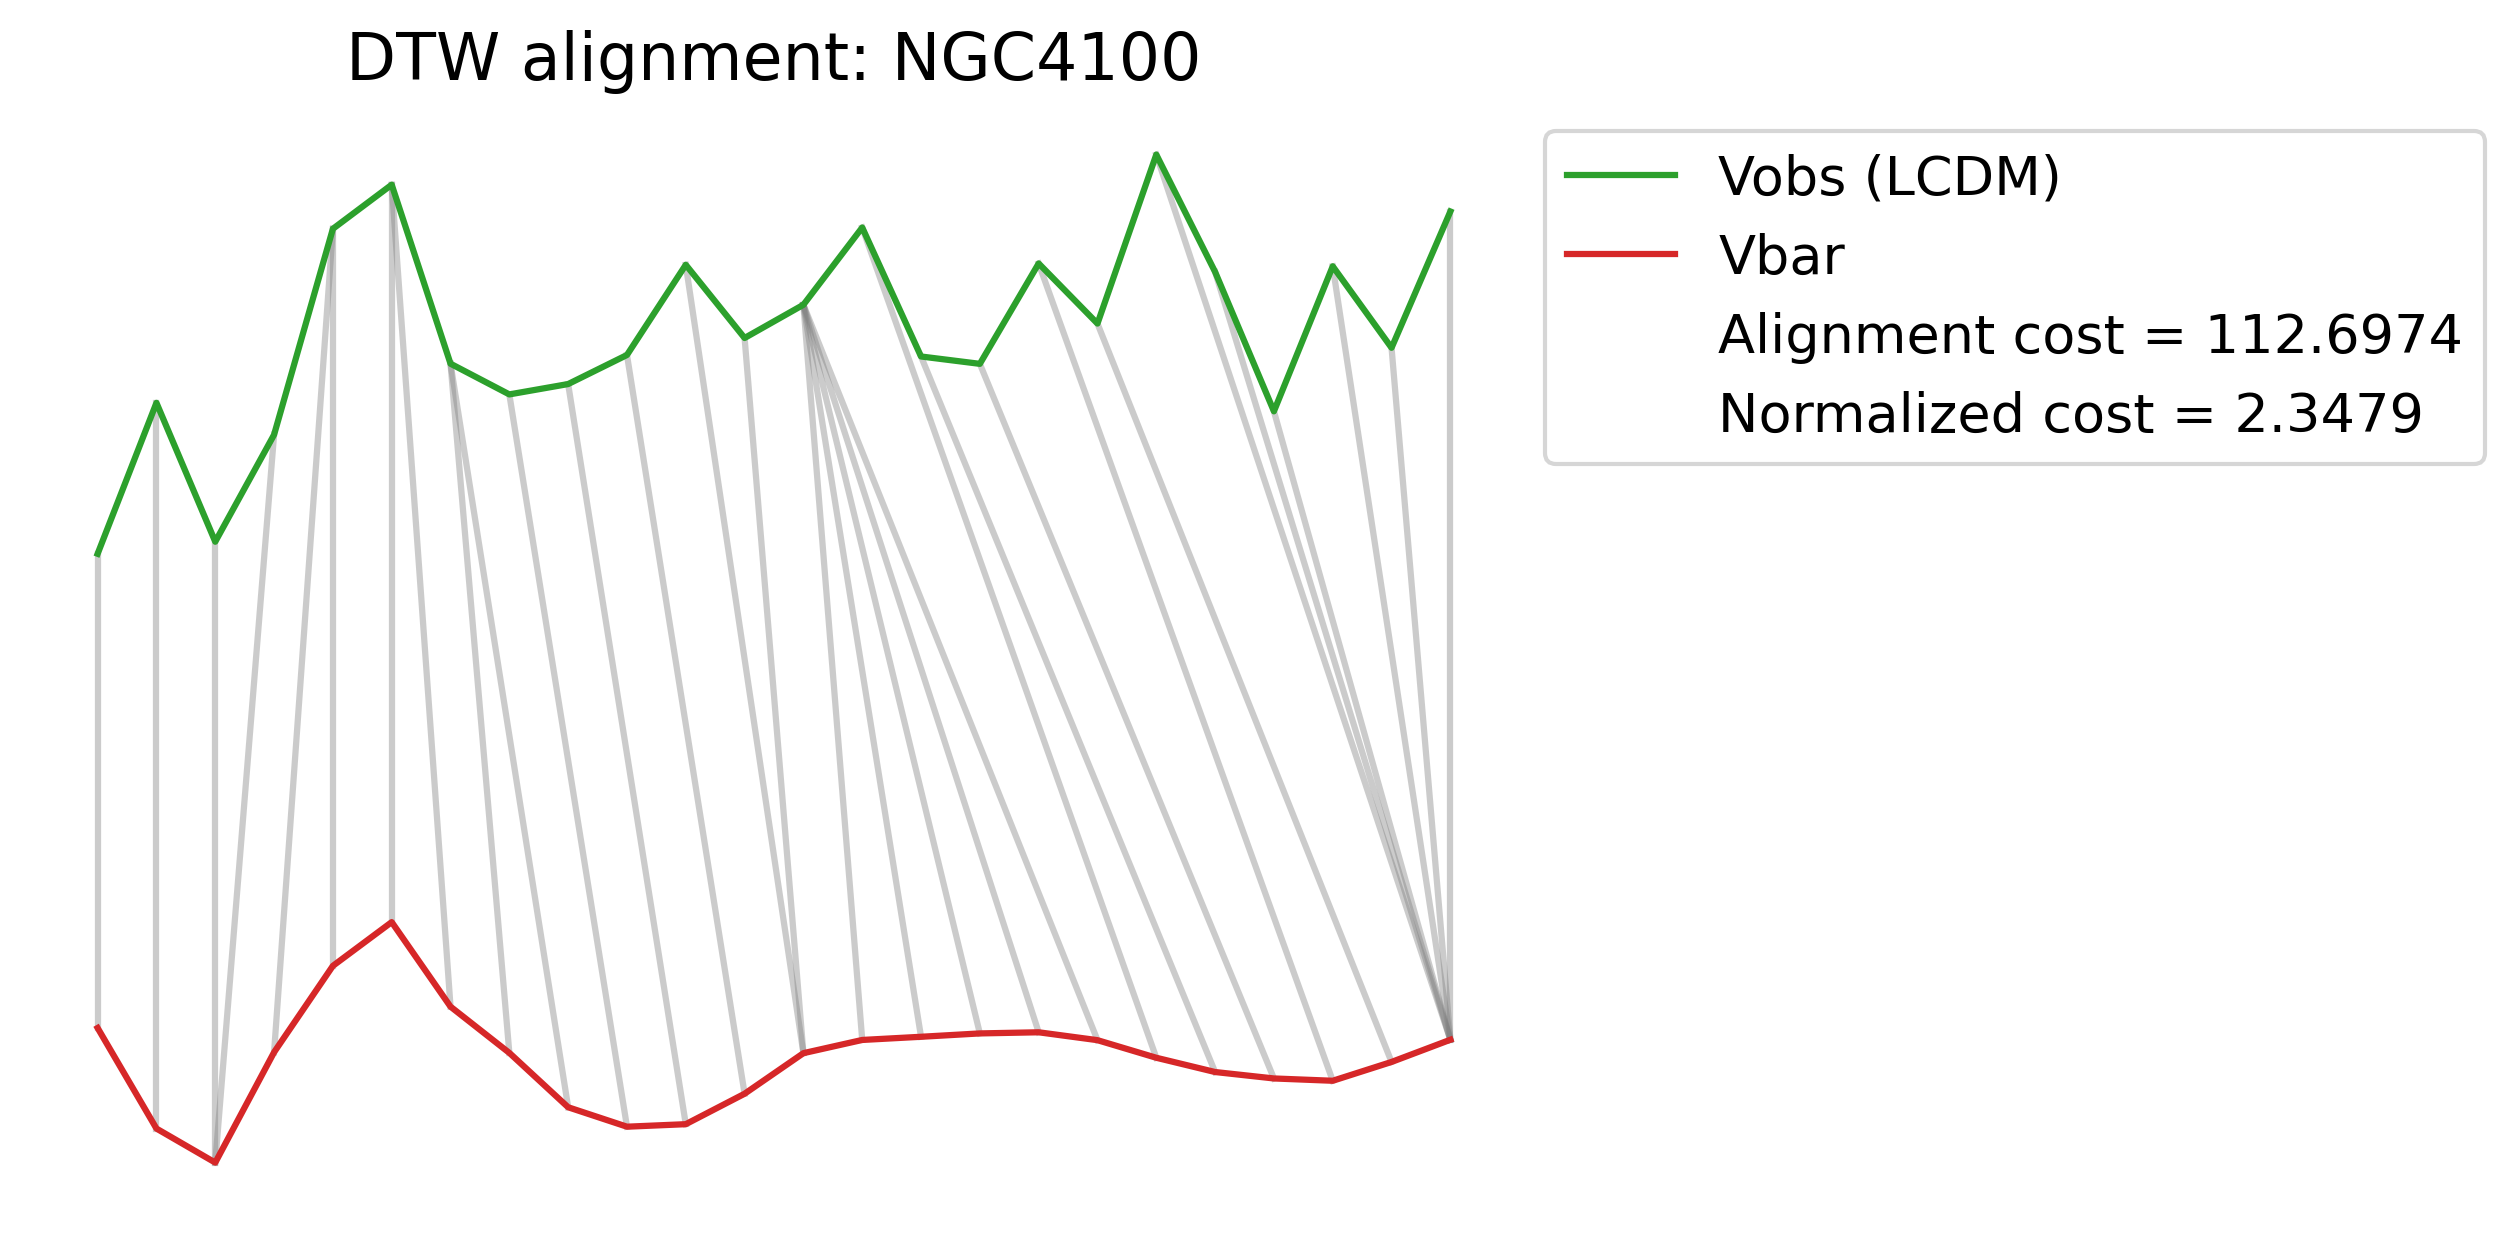 DTW alignment: NGC4100
Vobs (LCDM)
Vbar
Alignment cost = 112.6974
Normalized cost = 2.3479